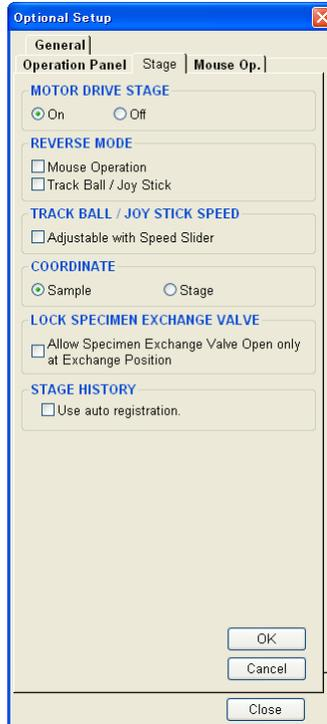 Optional Setup
General
Operation Panel Stage Mouse Op.
MOTOR DRIVE STAGE
On Off
REVERSE MODE
Mouse Operation
Track Ball / Joy Stick
TRACK BALL / JOY STICK SPEED
Adjustable with Speed Slider
COORDINATE
Sample Stage
LOCK SPECIMEN EXCHANGE VALVE
Allow Specimen Exchange Valve Open only
at Exchange Position
STAGE HISTORY
Use auto registration.
OK
Cancel
Close